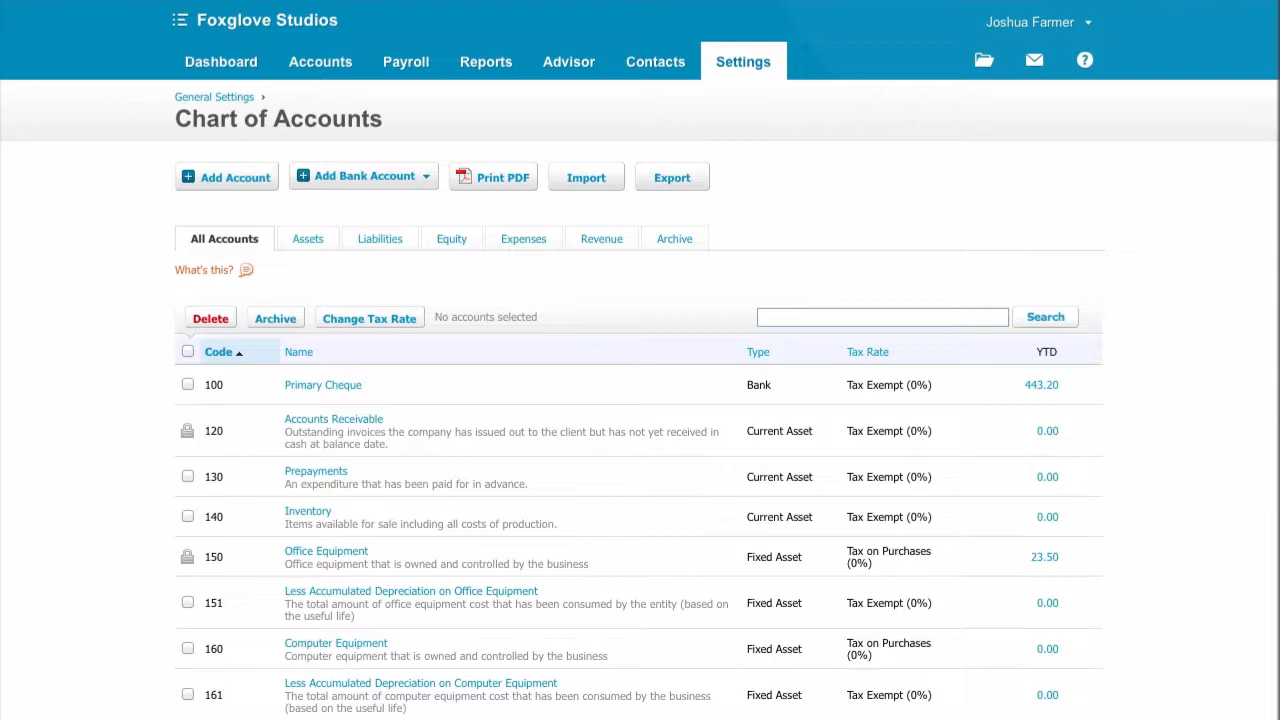 Foxglove Studios
Joshua Farmer
Dashboard Accounts Payroll Reports Advisor Contacts Settings
General Settings ›
Chart of Accounts
Add Account Add Bank Account Print PDF Import Export
All Accounts Assets Liabilities Equity Expenses Revenue Archive
What's this?
Delete Archive Change Tax Rate No accounts selected Search
Code Name Type Tax Rate YTD
100 Primary Cheque Bank Tax Exempt (0%) 443.20
Accounts Receivable
120 Outstanding invoices the company has issued out to the client but has not yet received in Current Asset Tax Exempt (0%) 0.00
cash at balance date.
Prepayments
130 An expenditure that has been paid for in advance. Current Asset Tax Exempt (0%) 0.00
Inventory
140 Items available for sale including all costs of production. Current Asset Tax Exempt (0%) 0.00
Office Equipment Tax on Purchases
150 Office equipment that is owned and controlled by the business Fixed Asset (0%) 23.50
Less Accumulated Depreciation on Office Equipment
151 The total amount of office equipment cost that has been consumed by the entity (based on Fixed Asset Tax Exempt (0%) 0.00
the useful life)
Computer Equipment Tax on Purchases
160 Computer equipment that is owned and controlled by the business Fixed Asset (0%) 0.00
Less Accumulated Depreciation on Computer Equipment
161 The total amount of computer equipment cost that has been consumed by the business Fixed Asset Tax Exempt (0%) 0.00
(based on the useful life)